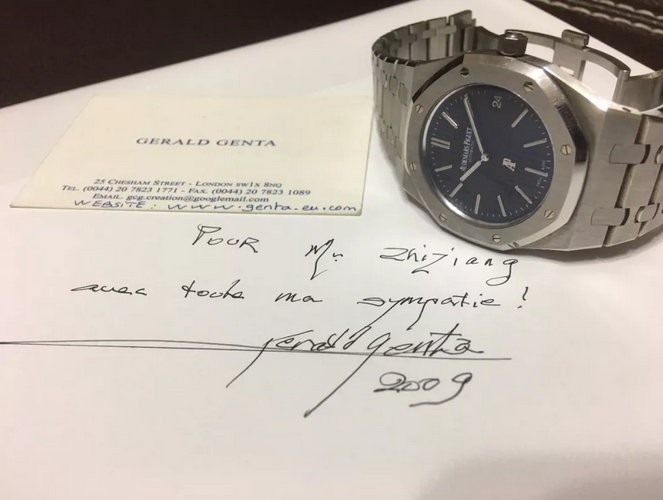 GERALD GENTA
25 CHESHAM STREET - LONDON SW1X 8NQ
TEL. (0044) 20 7823 1771 - FAX. (0044) 20 7823 1089
EMAIL. gcg.creation@googlemail.com
WEBSITE: www.genta.eu.com
24
AUDEMARS PIGUET
AP
Pour Mr Zhiziang
avec toute ma sympatie!
Gerald Genta
2009